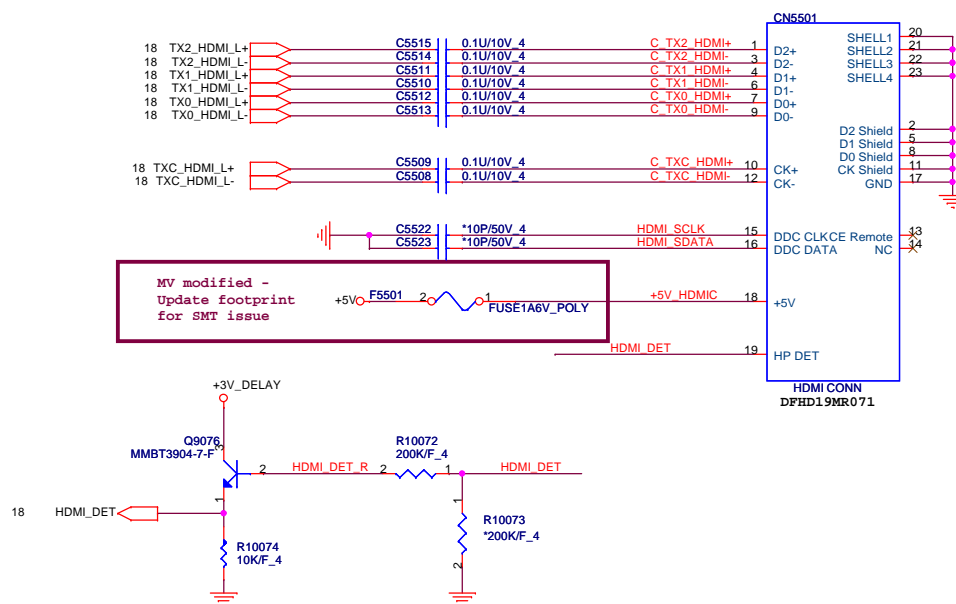 CN5501
18 TX2_HDMI_L+ C5515 0.1U/10V_4 C_TX2_HDMI+ 1 D2+ SHELL1 20
18 TX2_HDMI_L- C5514 0.1U/10V_4 C_TX2_HDMI- 3 D2- SHELL2 21
18 TX1_HDMI_L+ C5511 0.1U/10V_4 C_TX1_HDMI+ 4 D1+ SHELL3 22
18 TX1_HDMI_L- C5510 0.1U/10V_4 C_TX1_HDMI- 6 D1- SHELL4 23
18 TX0_HDMI_L+ C5512 0.1U/10V_4 C_TX0_HDMI+ 7 D0+
18 TX0_HDMI_L- C5513 0.1U/10V_4 C_TX0_HDMI- 9 D0-
D2 Shield 2
D1 Shield 5
D0 Shield 8
18 TXC_HDMI_L+ C5509 0.1U/10V_4 C_TXC_HDMI+ 10 CK+ CK Shield 11
18 TXC_HDMI_L- C5508 0.1U/10V_4 C_TXC_HDMI- 12 CK- GND 17
C5522 *10P/50V_4 HDMI_SCLK 15 DDC CLK CE Remote 13
C5523 *10P/50V_4 HDMI_SDATA 16 DDC DATA NC 14
MV modified -
Update footprint
for SMT issue
+5V F5501 2 1 FUSE1A6V_POLY +5V_HDMIC 18 +5V
HDMI_DET 19 HP DET
HDMI CONN
DFHD19MR071
+3V_DELAY
Q9076 3
MMBT3904-7-F
2 HDMI_DET_R 2 R10072 1 HDMI_DET
200K/F_4
1
18 HDMI_DET
1
R10073
*200K/F_4
2
R10074
10K/F_4